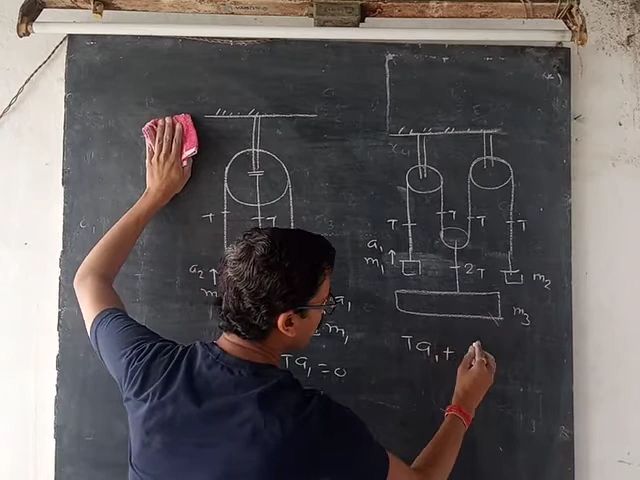 T
T
a₂
m
a₁
m₁
Ta₁ = 0
T
T
T
T
a₁
m₁
2T
m₂
m₃
Ta₁ +